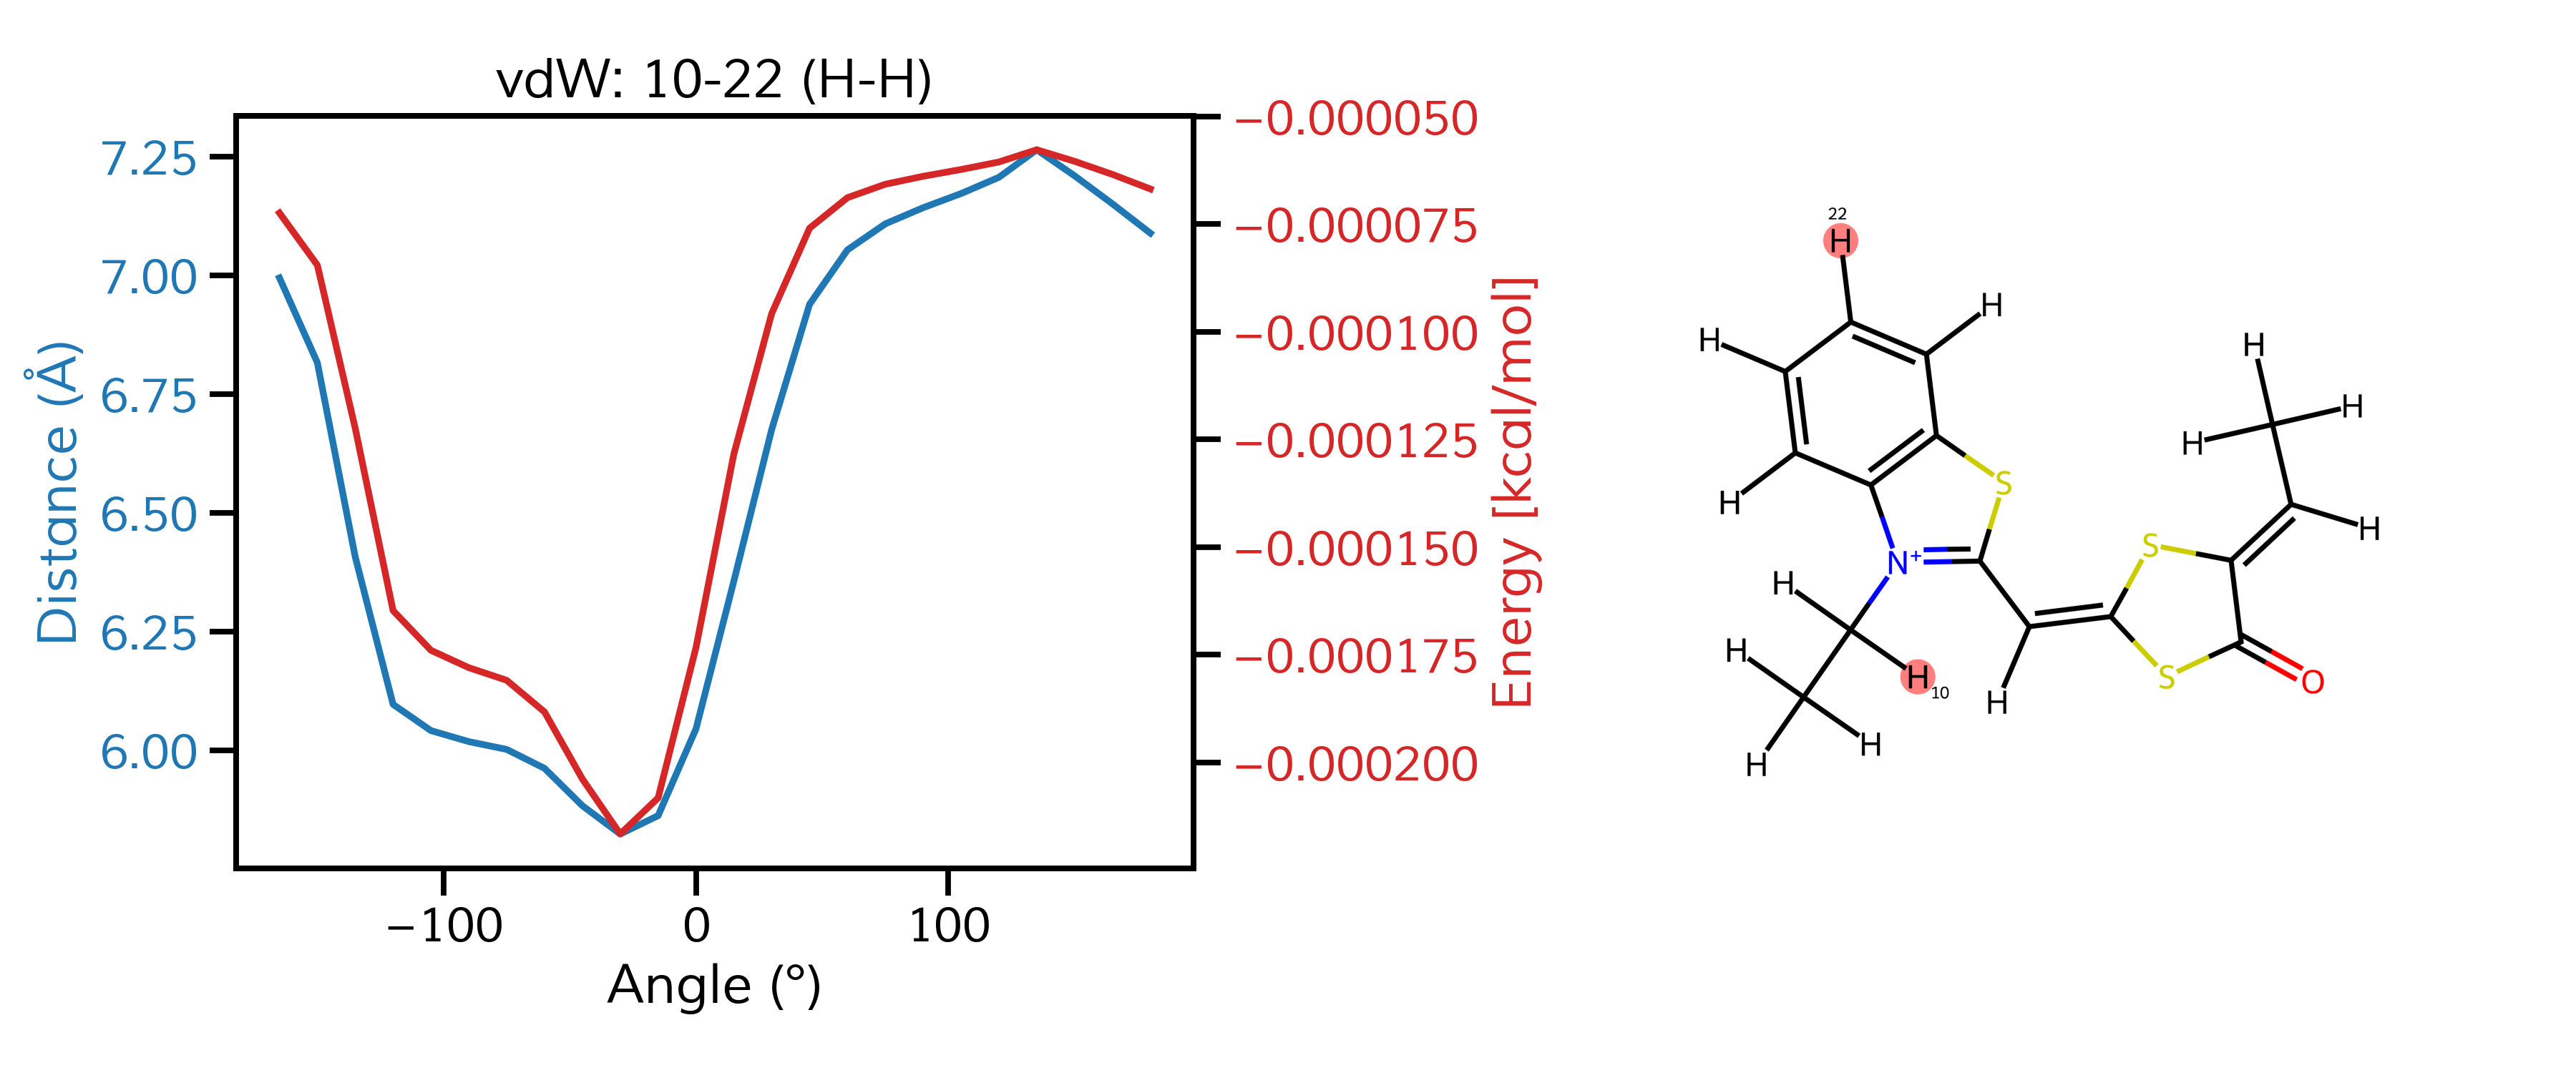 vdW: 10-22 (H-H)
Distance (Å)
7.25
7.00
6.75
6.50
6.25
6.00
−0.000050
−0.000075
−0.000100
−0.000125
−0.000150
−0.000175
−0.000200
Energy [kcal/mol]
−100 0 100
Angle (°)
22
H
H
H
H
H
H
H
S
H
H
S
N⁺
H
H
H 10
H
S
O
H
H